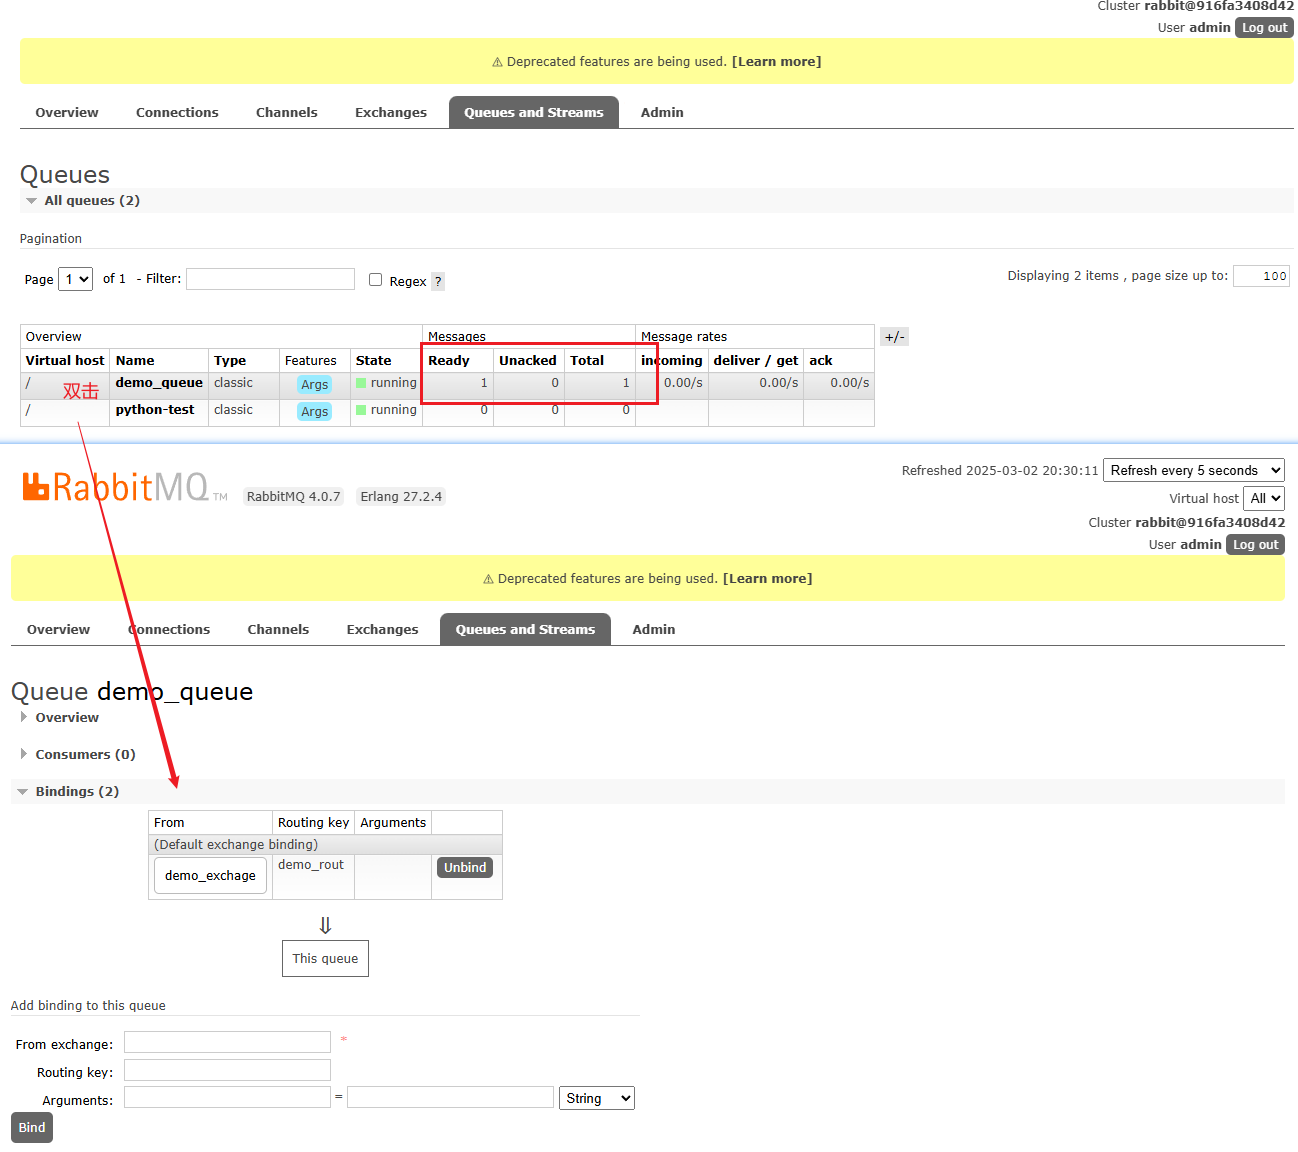 Cluster rabbit@916fa3408d42
User admin Log out
⚠ Deprecated features are being used. [Learn more]
Overview Connections Channels Exchanges Queues and Streams Admin
Queues
All queues (2)
Pagination
Page 1 of 1 - Filter: Regex ? Displaying 2 items , page size up to: 100
Overview Messages Message rates +/-
Virtual host Name Type Features State Ready Unacked Total incoming deliver / get ack
/ demo_queue classic Args running 1 0 1 0.00/s 0.00/s 0.00/s
双击
/ python-test classic Args running 0 0 0
RabbitMQ TM RabbitMQ 4.0.7 Erlang 27.2.4
Refreshed 2025-03-02 20:30:11 Refresh every 5 seconds
Virtual host All
Cluster rabbit@916fa3408d42
User admin Log out
⚠ Deprecated features are being used. [Learn more]
Overview Connections Channels Exchanges Queues and Streams Admin
Queue demo_queue
Overview
Consumers (0)
Bindings (2)
From Routing key Arguments
(Default exchange binding)
demo_exchage demo_rout Unbind
⇓
This queue
Add binding to this queue
From exchange: *
Routing key:
Arguments: = String
Bind